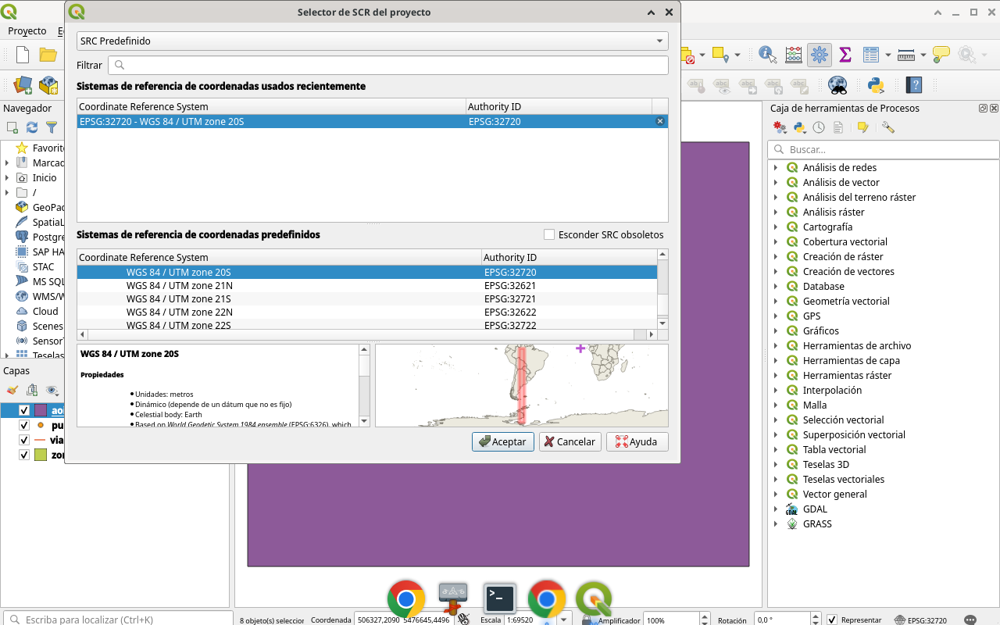 Selector de SCR del proyecto
Proyecto
SRC Predefinido
Filtrar
Sistemas de referencia de coordenadas usados recientemente
Coordinate Reference System Authority ID
EPSG:32720 - WGS 84 / UTM zone 20S EPSG:32720
Sistemas de referencia de coordenadas predefinidos
Esconder SRC obsoletos
Coordinate Reference System Authority ID
WGS 84 / UTM zone 20S EPSG:32720
WGS 84 / UTM zone 21N EPSG:32621
WGS 84 / UTM zone 21S EPSG:32721
WGS 84 / UTM zone 22N EPSG:32622
WGS 84 / UTM zone 22S EPSG:32722
WGS 84 / UTM zone 20S
Propiedades
Unidades: metros
Dinámico (depende de un dátum que no es fijo)
Celestial body: Earth
Based on World Geodetic System 1984 ensemble (EPSG:6326), which
Aceptar
Cancelar
Ayuda
Navegador
Favorit
Marcad
Inicio
/
GeoPac
SpatiaL
Postgre
SAP HA
STAC
MS SQL
WMS/W
Cloud
Scenes
Sensor
Teselas
Capas
aoi
pu
via
zon
Caja de herramientas de Procesos
Buscar...
Análisis de redes
Análisis de vector
Análisis del terreno ráster
Análisis ráster
Cartografía
Cobertura vectorial
Creación de ráster
Creación de vectores
Database
Geometría vectorial
GPS
Gráficos
Herramientas de archivo
Herramientas de capa
Herramientas ráster
Interpolación
Malla
Selección vectorial
Superposición vectorial
Tabla vectorial
Teselas 3D
Teselas vectoriales
Vector general
GDAL
GRASS
Escriba para localizar (Ctrl+K)
8 objeto(s) seleccior
Coordenada
506327,2090 5476645,4496
Escala
1:69520
Amplificador
100%
Rotación
0,0 °
Representar
EPSG:32720